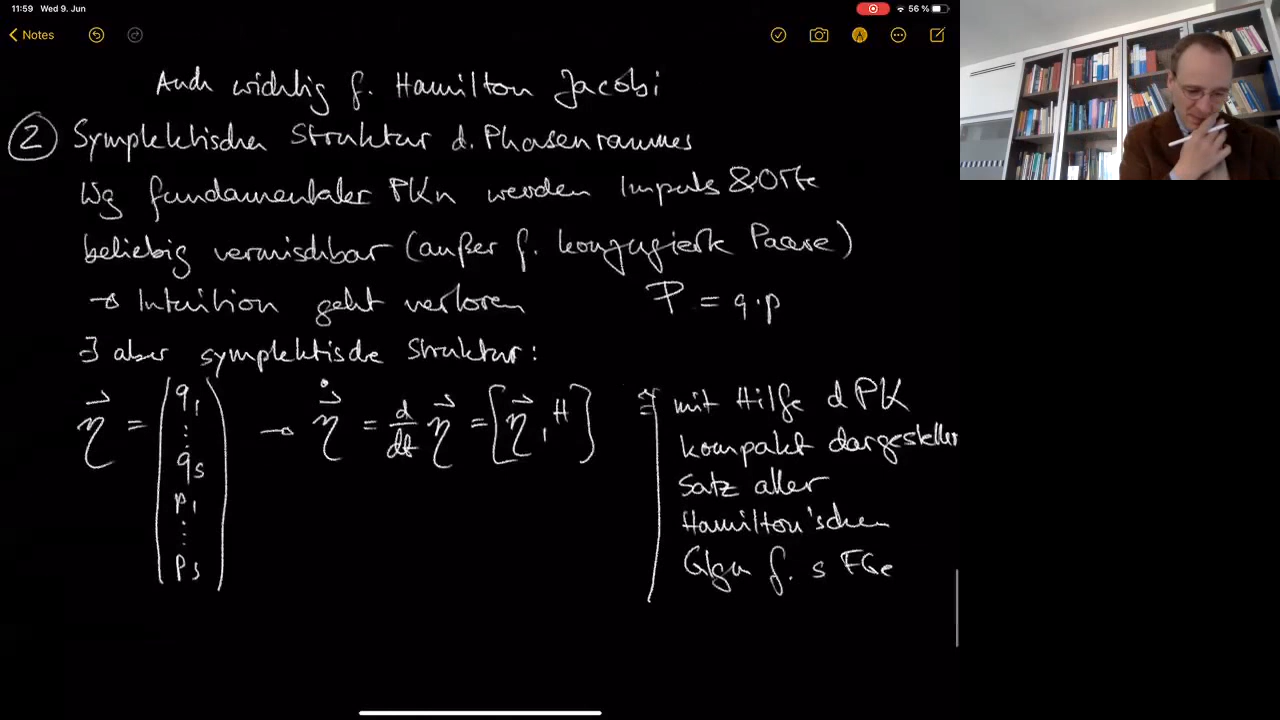 11:59 Wed 9. Jun 56 %
Notes
Auch wichtig f. Hamilton Jacobi
② Symplektischen Struktur d. Phasenraumes
Wg fundamentaler PKn werden Impuls & Orte
beliebig vermischbar (außer f. konjugierte Paare)
→ Intuition geht verloren P = q·p
∃ aber symplektische Struktur:
η⃗ = (q₁ ⋮ qₛ p₁ ⋮ pₛ) → η⃗̇ = d/dt η⃗ = [η⃗, H] ≙ mit Hilfe d PK
kompakt dargestellter
Satz aller
Hamilton'schen
Glgn f. s FGe